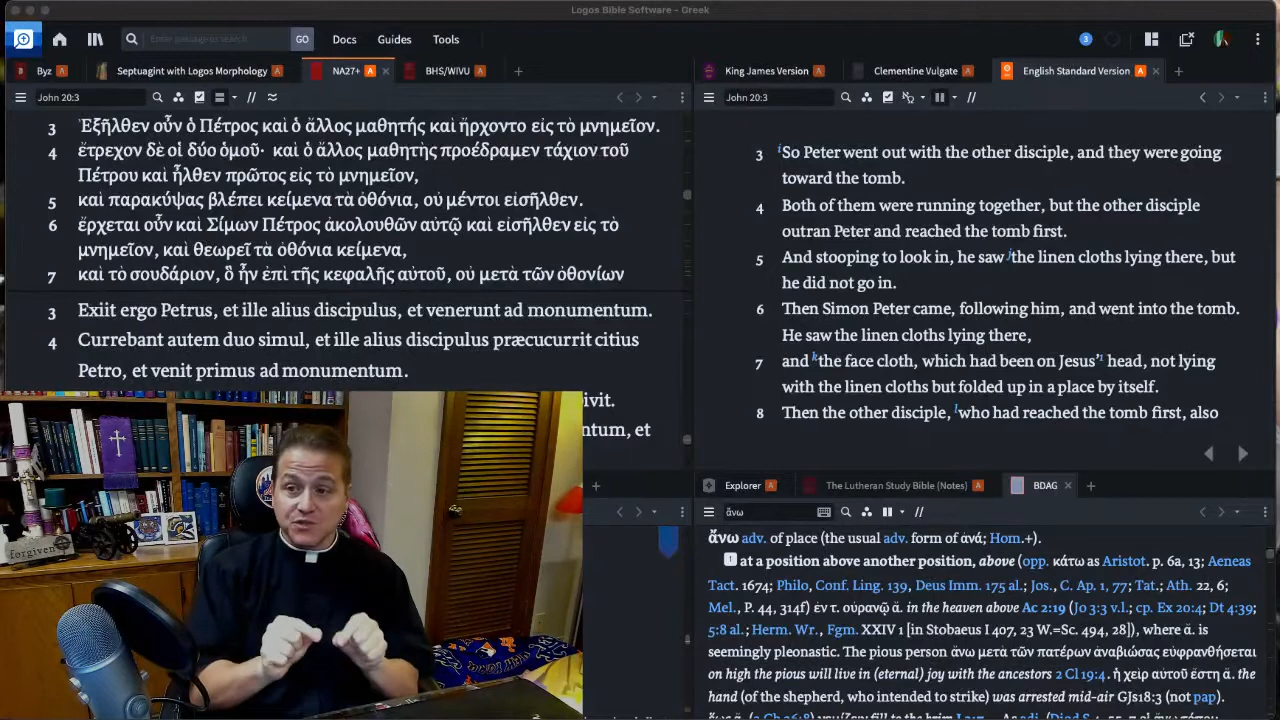 Logos Bible Software - Greek
Enter passage or search
GO
Docs
Guides
Tools
3
Byz A
Septuagint with Logos Morphology A
NA27+ A
BHS/WIVU A
John 20:3
3 Ἐξῆλθεν οὖν ὁ Πέτρος καὶ ὁ ἄλλος μαθητής καὶ ἤρχοντο εἰς τὸ μνημεῖον.
4 ἔτρεχον δὲ οἱ δύο ὁμοῦ· καὶ ὁ ἄλλος μαθητὴς προέδραμεν τάχιον τοῦ
Πέτρου καὶ ἦλθεν πρῶτος εἰς τὸ μνημεῖον,
5 καὶ παρακύψας βλέπει κείμενα τὰ ὀθόνια, οὐ μέντοι εἰσῆλθεν.
6 ἔρχεται οὖν καὶ Σίμων Πέτρος ἀκολουθῶν αὐτῷ καὶ εἰσῆλθεν εἰς τὸ
μνημεῖον, καὶ θεωρεῖ τὰ ὀθόνια κείμενα,
7 καὶ τὸ σουδάριον, ὃ ἦν ἐπὶ τῆς κεφαλῆς αὐτοῦ, οὐ μετὰ τῶν ὀθονίων
3 Exiit ergo Petrus, et ille alius discipulus, et venerunt ad monumentum.
4 Currebant autem duo simul, et ille alius discipulus præcucurrit citius
Petro, et venit primus ad monumentum.
ivit.
ntum, et
forgiven
King James Version A
Clementine Vulgate A
English Standard Version A
John 20:3
3 i So Peter went out with the other disciple, and they were going
toward the tomb.
4 Both of them were running together, but the other disciple
outran Peter and reached the tomb first.
5 And stooping to look in, he saw j the linen cloths lying there, but
he did not go in.
6 Then Simon Peter came, following him, and went into the tomb.
He saw the linen cloths lying there,
7 and k the face cloth, which had been on Jesus’ 1 head, not lying
with the linen cloths but folded up in a place by itself.
8 Then the other disciple, l who had reached the tomb first, also
Explorer A
The Lutheran Study Bible (Notes) A
BDAG
ἄνω
ἄνω adv. of place (the usual adv. form of ἀνά; Hom.+).
1 at a position above another position, above (opp. κάτω as Aristot. p. 6a, 13; Aeneas
Tact. 1674; Philo, Conf. Ling. 139, Deus Imm. 175 al.; Jos., C. Ap. 1, 77; Tat.; Ath. 22, 6;
Mel., P. 44, 314f) ἐν τ. οὐρανῷ ἄ. in the heaven above Ac 2:19 (Jo 3:3 v.l.; cp. Ex 20:4; Dt 4:39;
5:8 al.; Herm. Wr., Fgm. XXIV 1 [in Stobaeus I 407, 23 W.=Sc. 494, 28]), where ἄ. is
seemingly pleonastic. The pious person ἄνω μετὰ τῶν πατέρων ἀναβιώσας εὐφρανθήσεται
on high the pious will live in (eternal) joy with the ancestors 2 Cl 19:4. ἡ χεὶρ αὐτοῦ ἐστη ἄ. the
hand (of the shepherd, who intended to strike) was arrested mid-air GJs18:3 (not pap).